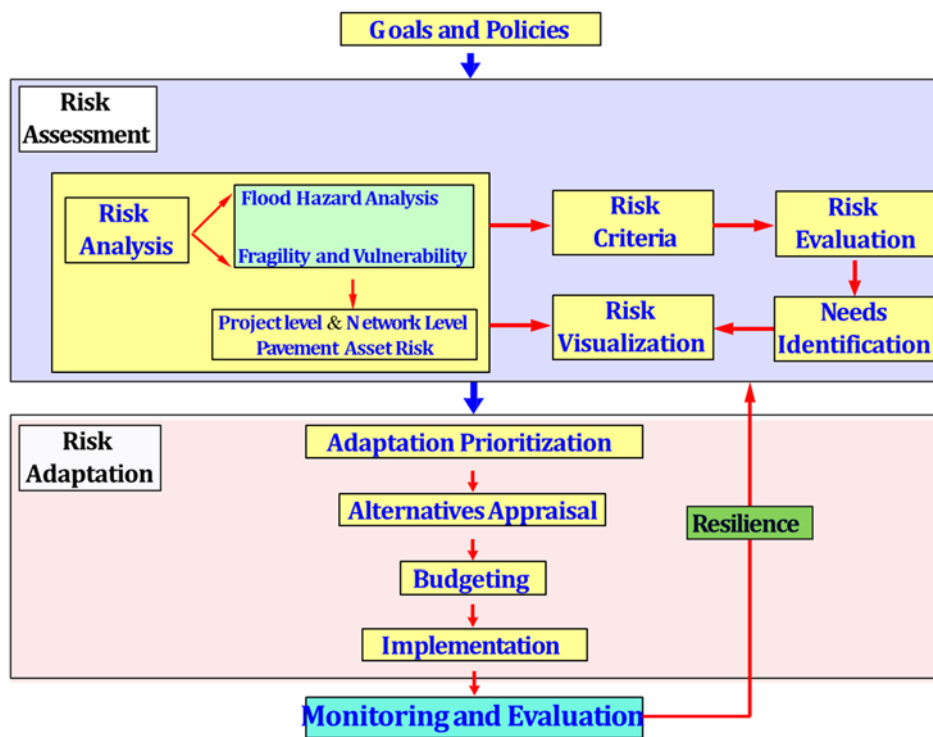 Goals and Policies
Risk
Assessment
Risk
Analysis
Flood Hazard Analysis
Fragility and Vulnerability
Project level & Network Level
Pavement Asset Risk
Risk
Criteria
Risk
Evaluation
Risk
Visualization
Needs
Identification
Risk
Adaptation
Adaptation Prioritization
Alternatives Appraisal
Budgeting
Implementation
Resilience
Monitoring and Evaluation